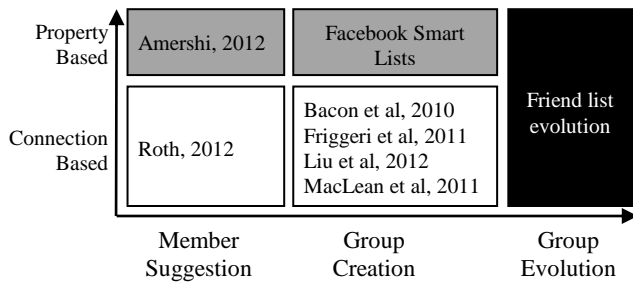 Property
Based
Amershi, 2012
Facebook Smart
Lists
Friend list
evolution
Connection
Based
Roth, 2012
Bacon et al, 2010
Friggeri et al, 2011
Liu et al, 2012
MacLean et al, 2011
Member
Suggestion
Group
Creation
Group
Evolution